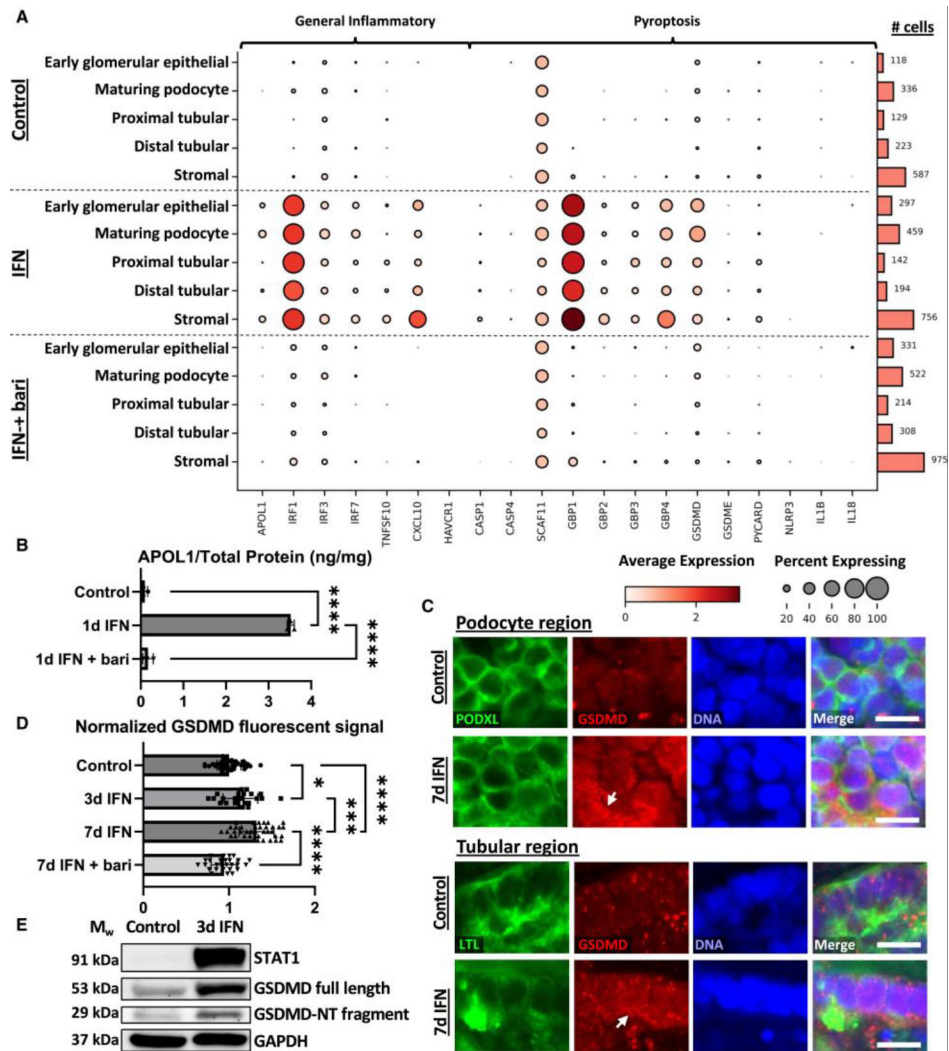 A
General Inflammatory
Pyroptosis
# cells
Control
Early glomerular epithelial
118
Maturing podocyte
336
Proximal tubular
129
Distal tubular
223
Stromal
587
IFN
Early glomerular epithelial
297
Maturing podocyte
459
Proximal tubular
142
Distal tubular
194
Stromal
756
IFN-+ bari
Early glomerular epithelial
331
Maturing podocyte
522
Proximal tubular
214
Distal tubular
308
Stromal
975
APOL1 IRF1 IRF3 IRF7 TNFSF10 CXCL10 HAVCR1 CASP1 CASP4 SCAF11 GBP1 GBP2 GBP3 GBP4 GSDMD GSDME PYCARD NLRP3 IL1B IL18
Average Expression
0 2
Percent Expressing
20 40 60 80 100
B
APOL1/Total Protein (ng/mg)
Control
1d IFN
1d IFN + bari
**** ****
0 1 2 3 4
C
Podocyte region
Control
PODXL GSDMD DNA Merge
7d IFN
Tubular region
Control
LTL GSDMD DNA Merge
7d IFN
D
Normalized GSDMD fluorescent signal
Control
3d IFN
7d IFN
7d IFN + bari
* *** **** ****
0 1 2
E
Mw Control 3d IFN
91 kDa STAT1
53 kDa GSDMD full length
29 kDa GSDMD-NT fragment
37 kDa GAPDH